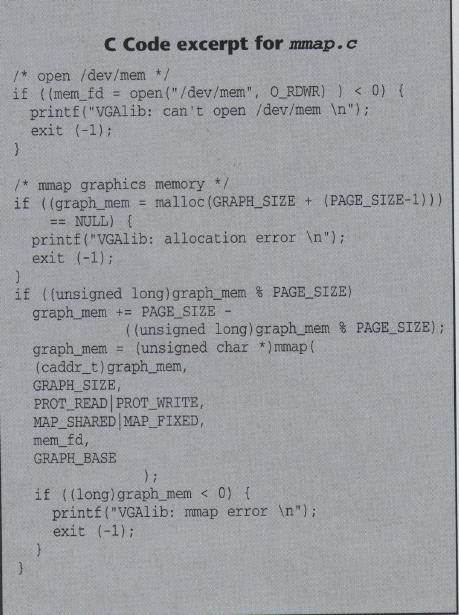 C Code excerpt for mmap.c
/* open /dev/mem */
if ((mem_fd = open("/dev/mem", O_RDWR) ) < 0) {
  printf("VGAlib: can't open /dev/mem \n");
  exit (-1);
}
/* mmap graphics memory */
if ((graph_mem = malloc(GRAPH_SIZE + (PAGE_SIZE-1)))
    == NULL) {
  printf("VGAlib: allocation error \n");
  exit (-1);
}
if ((unsigned long)graph_mem % PAGE_SIZE)
  graph_mem += PAGE_SIZE -
            ((unsigned long)graph_mem % PAGE_SIZE);
  graph_mem = (unsigned char *)mmap(
  (caddr_t)graph_mem,
  GRAPH_SIZE,
  PROT_READ|PROT_WRITE,
  MAP_SHARED|MAP_FIXED,
  mem_fd,
  GRAPH_BASE
              );
  if ((long)graph_mem < 0) {
    printf("VGAlib: mmap error \n");
    exit (-1);
  }
}